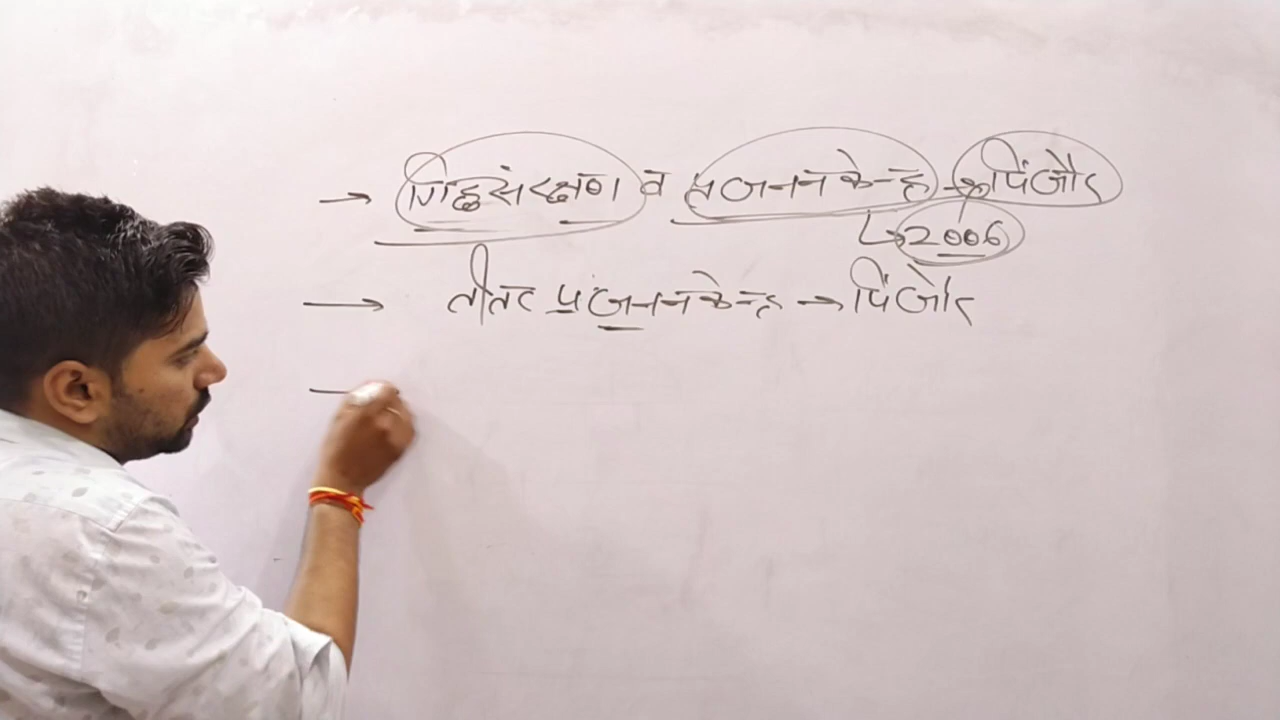 → गिद्ध संरक्षण व प्रजनन केन्द्र → पिंजौर
↳ 2006
→ तीतर प्रजनन केन्द्र → पिंजौर